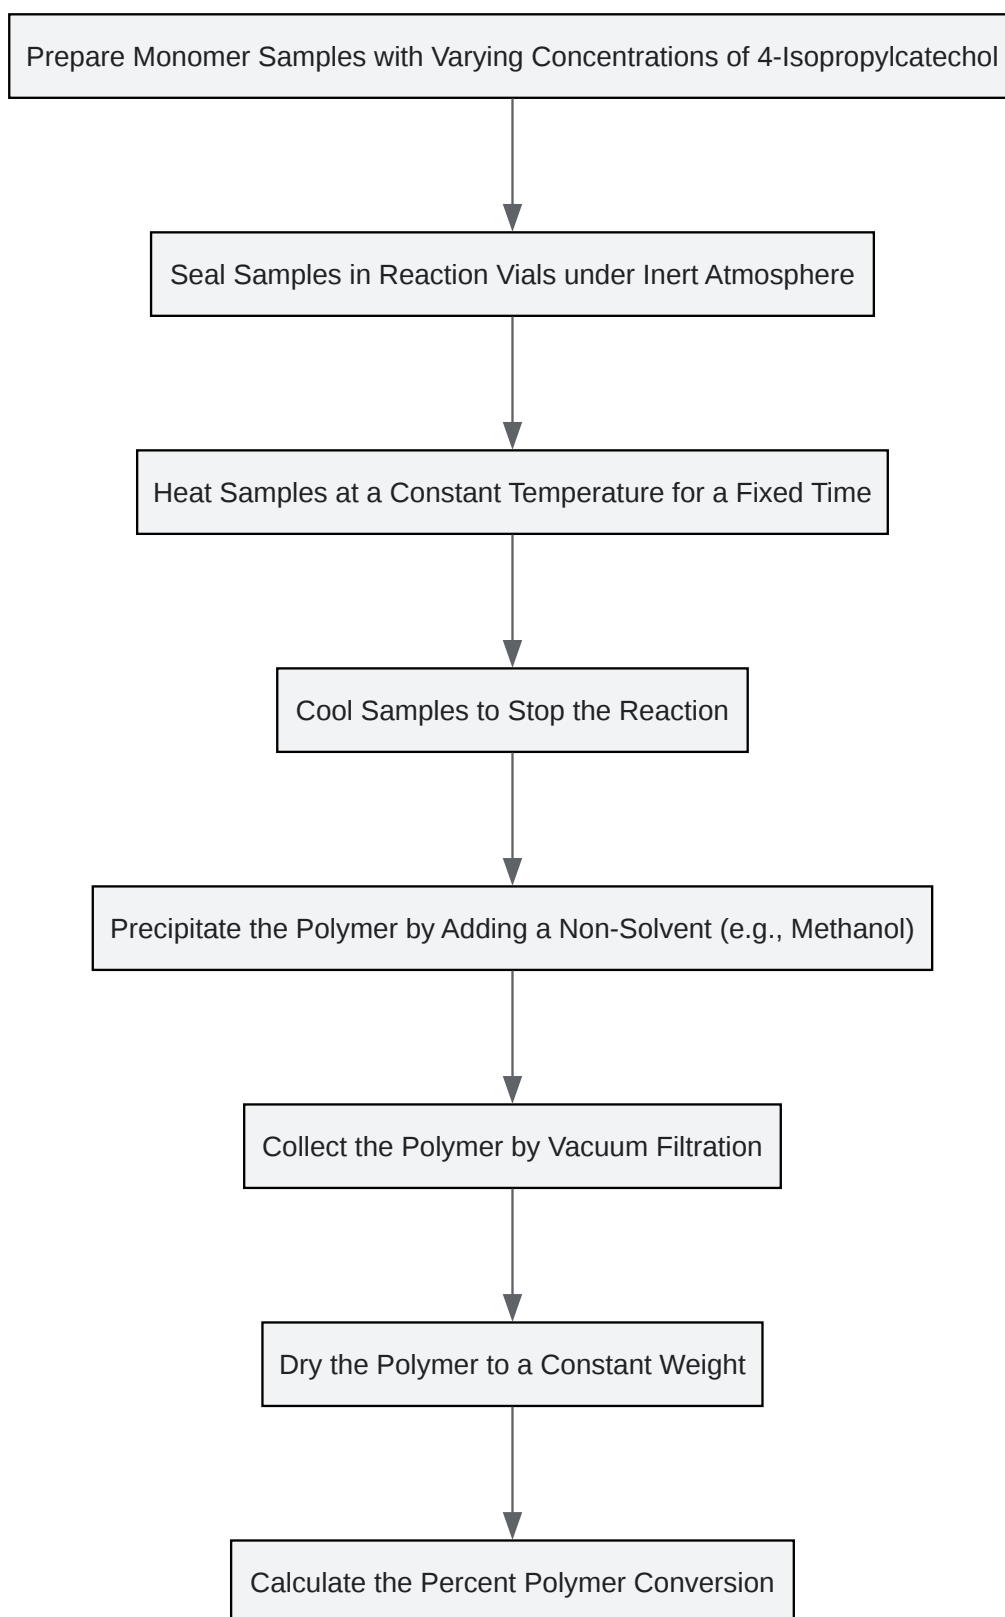 Prepare Monomer Samples with Varying Concentrations of 4-Isopropylcatechol
Seal Samples in Reaction Vials under Inert Atmosphere
Heat Samples at a Constant Temperature for a Fixed Time
Cool Samples to Stop the Reaction
Precipitate the Polymer by Adding a Non-Solvent (e.g., Methanol)
Collect the Polymer by Vacuum Filtration
Dry the Polymer to a Constant Weight
Calculate the Percent Polymer Conversion